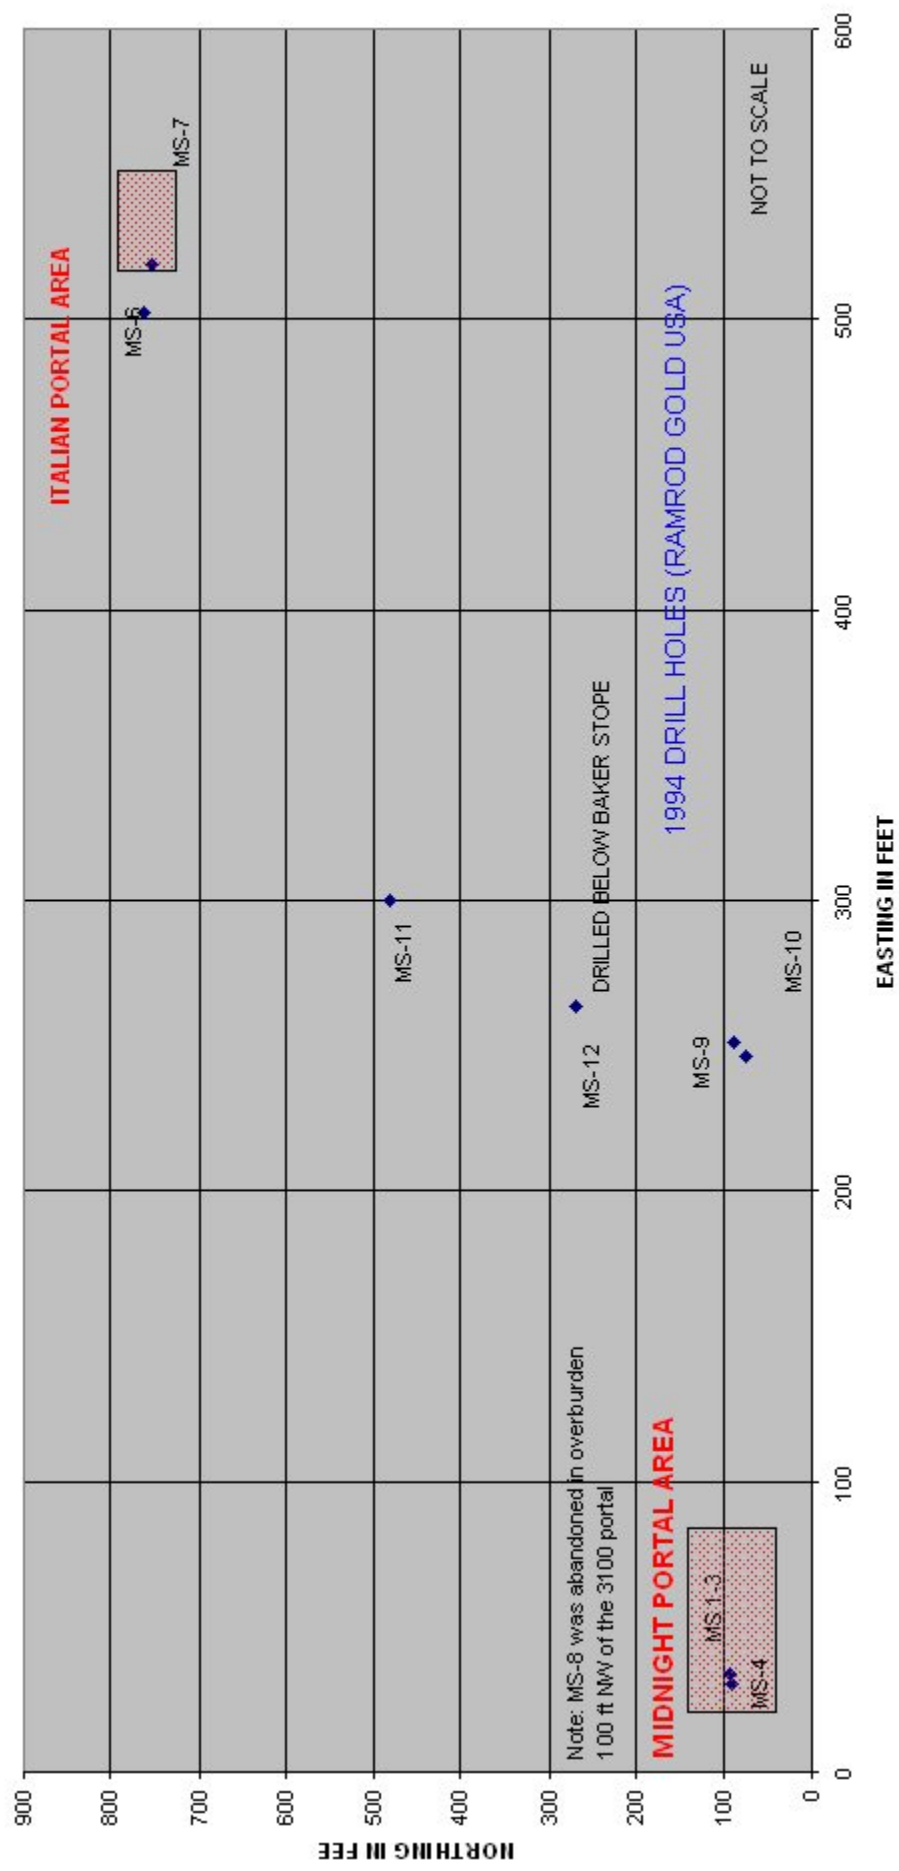 900
800
700
600
500
400
300
200
100
0
NORTHING IN FEE
ITALIAN PORTAL AREA
MS-6
MS-7
MS-11
MS-12
DRILLED BELOW BAKER STOPE
MS-9
MS-10
1994 DRILL HOLES (RAMROD GOLD USA)
NOT TO SCALE
Note: MS-8 was abandoned in overburden
100 ft NW of the 3100 portal
MIDNIGHT PORTAL AREA
MS 1-3
MS-4
0
100
200
300
400
500
600
EASTING IN FEET